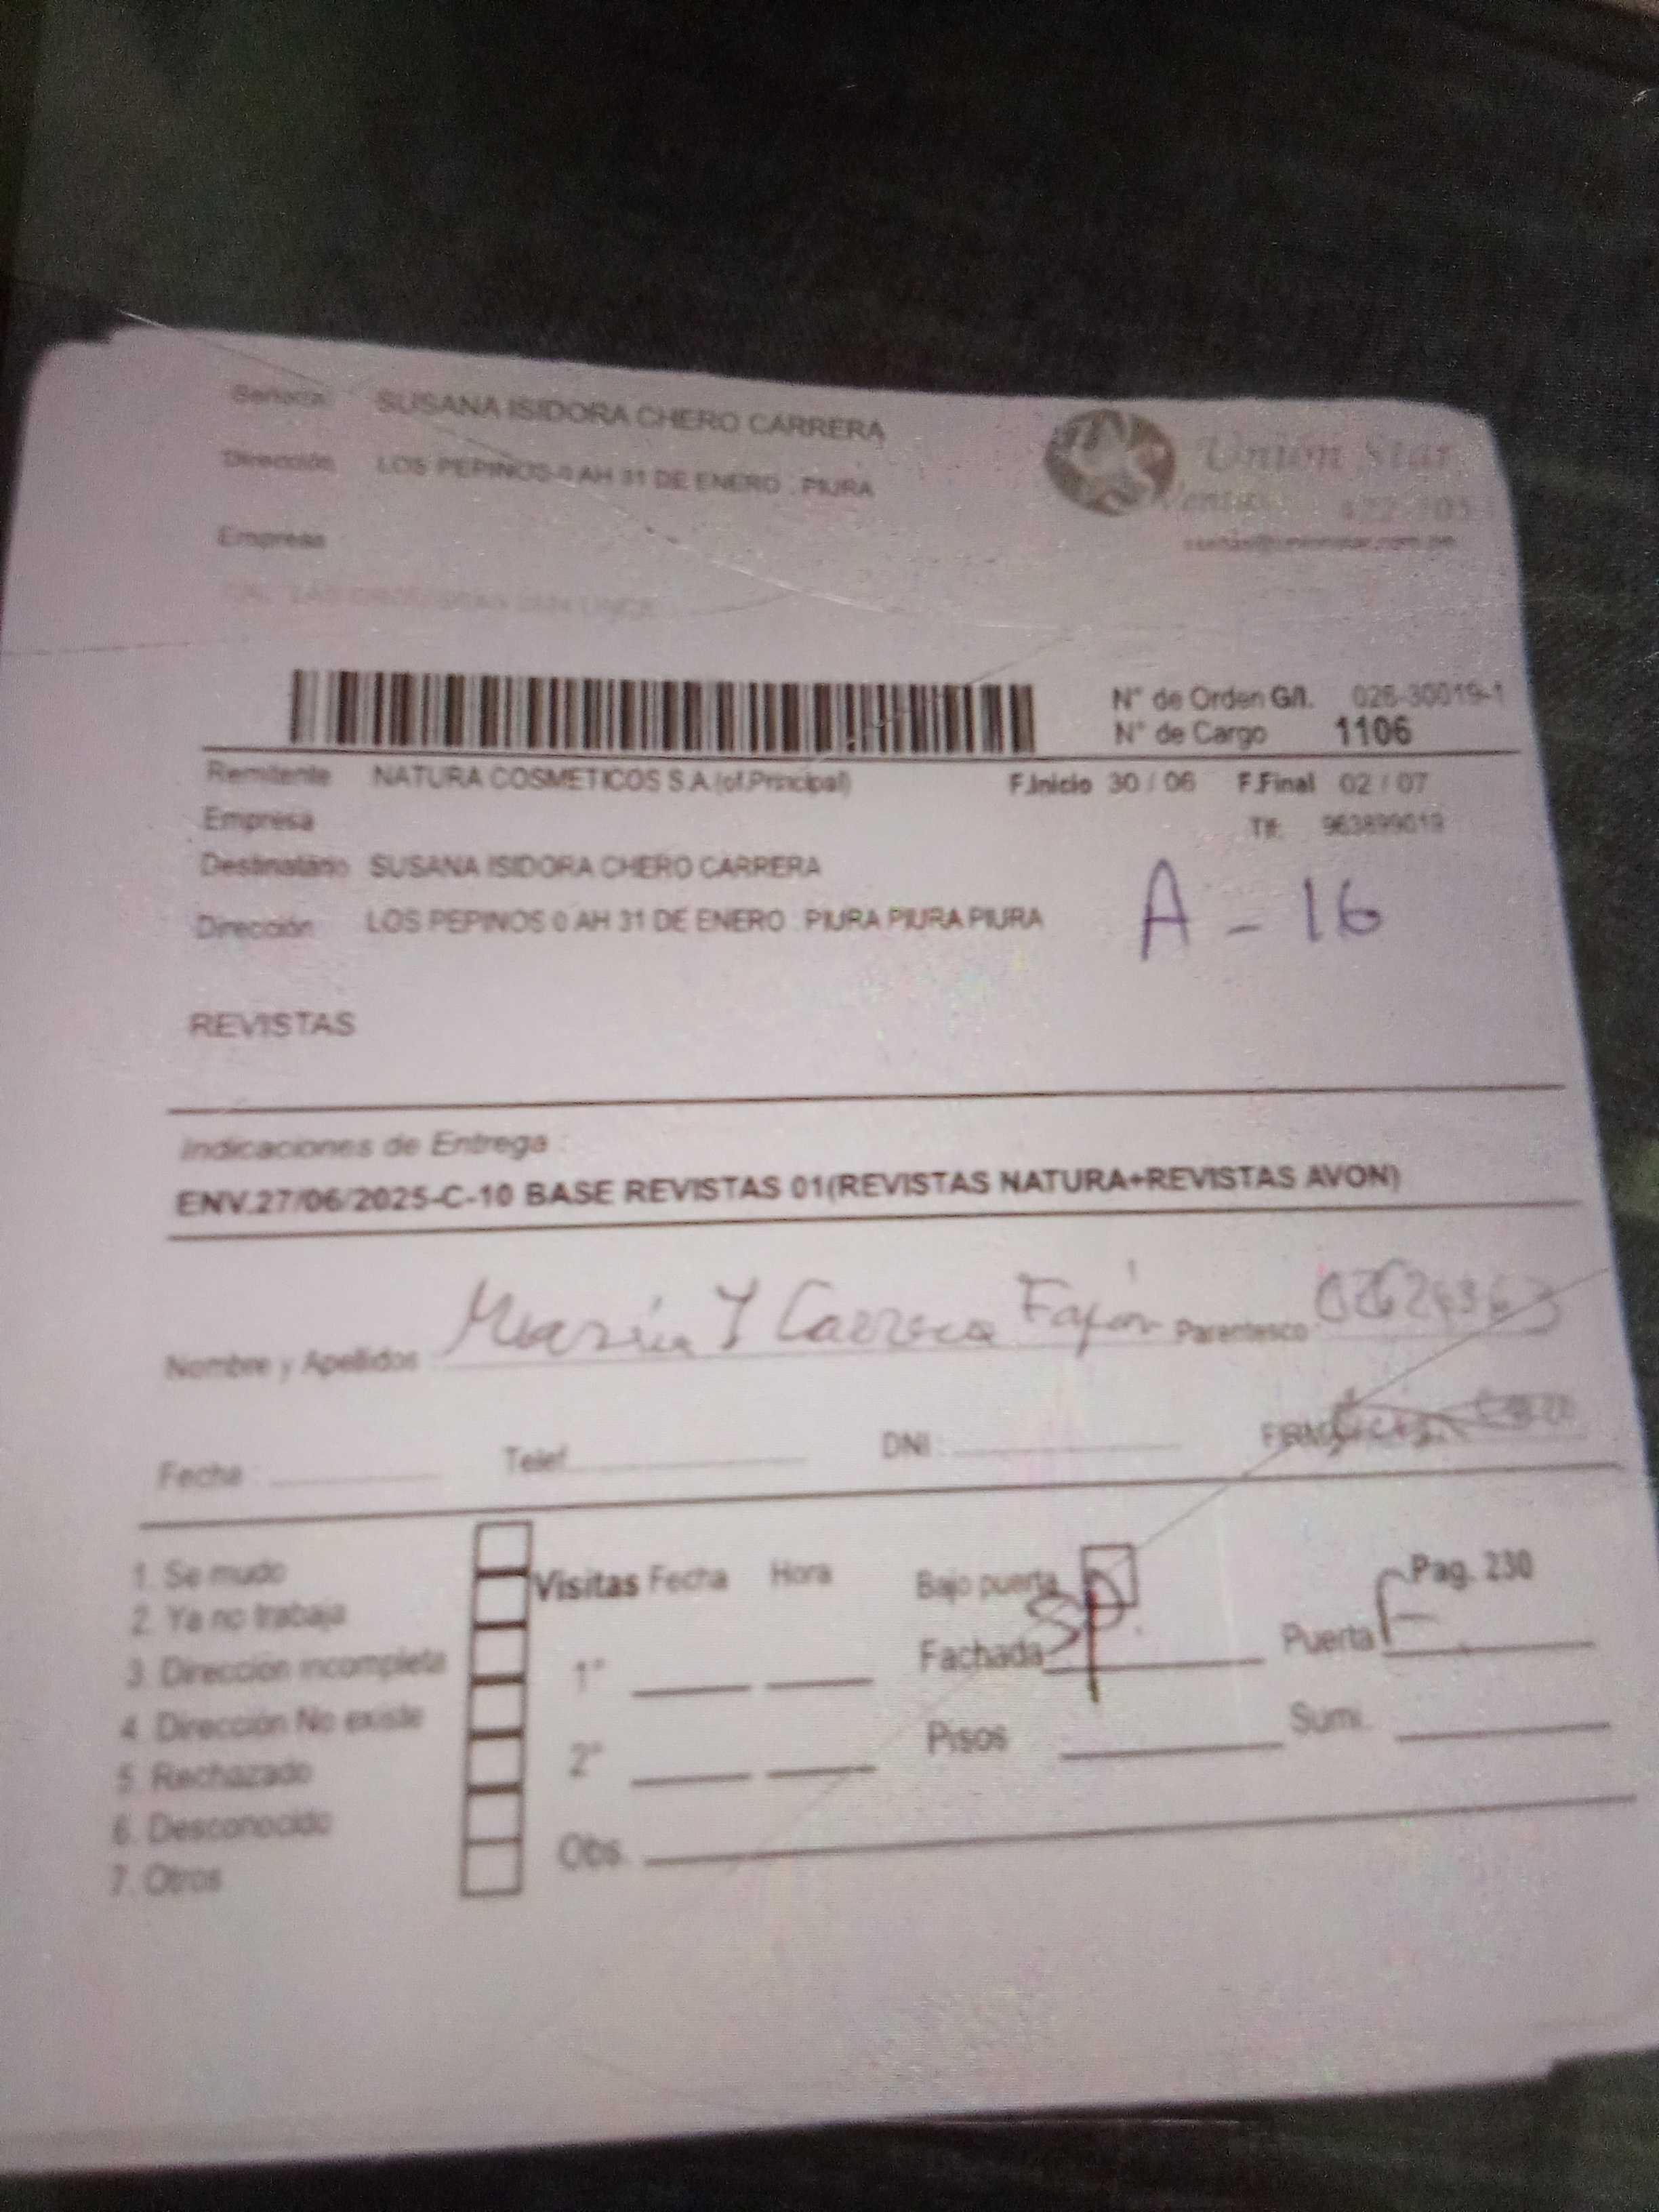 Señor(a) SUSANA ISIDORA CHERO CARRERA
Dirección LOS PEPINOS 0 AH 31 DE ENERO . PIURA
Empresa
Unión Star
Ventas
N° de Orden G/I. 026-30019-1
N° de Cargo 1106
Remitente NATURA COSMETICOS S A.(of.Principal) F.Inicio 30 / 06 F.Final 02 / 07
Empresa Tlf: 963899019
Destinatario SUSANA ISIDORA CHERO CARRERA
Dirección LOS PEPINOS 0 AH 31 DE ENERO . PIURA PIURA PIURA
A - 16
REVISTAS
Indicaciones de Entrega :
ENV.27/06/2025-C-10 BASE REVISTAS 01(REVISTAS NATURA+REVISTAS AVON)
Nombre y Apellidos María Y Carrera Parentesco
Fecha : Telef. DNI : FIRMA
1. Se mudo
2. Ya no trabaja
3. Dirección incompleta
4. Dirección No existe
5. Rechazado
6. Desconocido
7. Otros
Visitas Fecha Hora
1°
2°
Obs.
Bajo puerta
Fachada
Pisos
Pag. 230
Puerta F
Sumi.